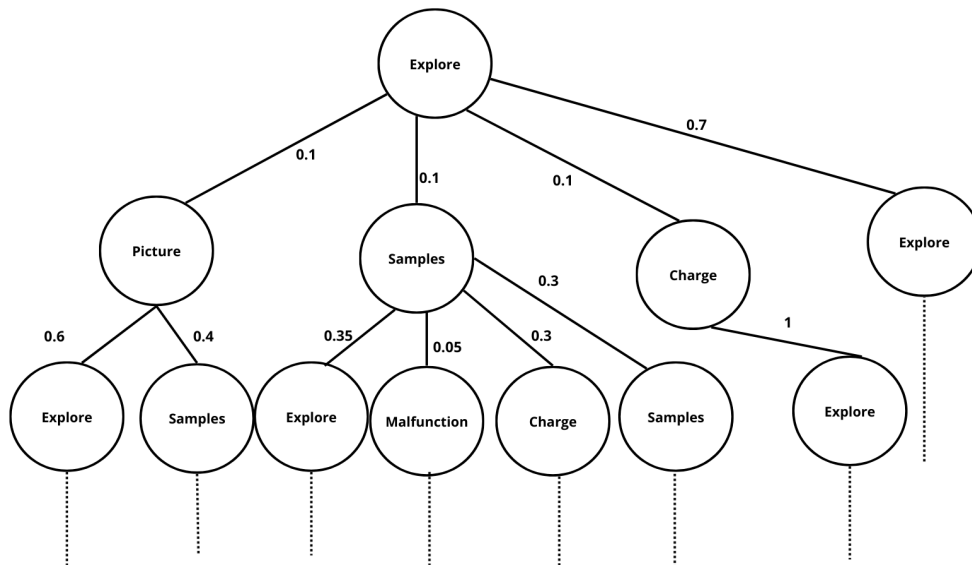 Explore
0.7
0.1
0.1
0.1
Picture
Samples
Charge
Explore
0.6
0.4
0.35
0.05
0.3
0.3
1
Explore
Samples
Explore
Malfunction
Charge
Samples
Explore